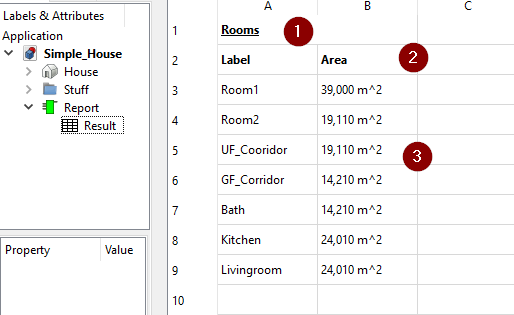 Labels & Attributes
Application
Simple_House
House
Stuff
Report
Result
Property Value
A B C
1 Rooms 1
2 Label Area 2
3 Room1 39,000 m^2
4 Room2 19,110 m^2
5 UF_Cooridor 19,110 m^2 3
6 GF_Corridor 14,210 m^2
7 Bath 14,210 m^2
8 Kitchen 24,010 m^2
9 Livingroom 24,010 m^2
10